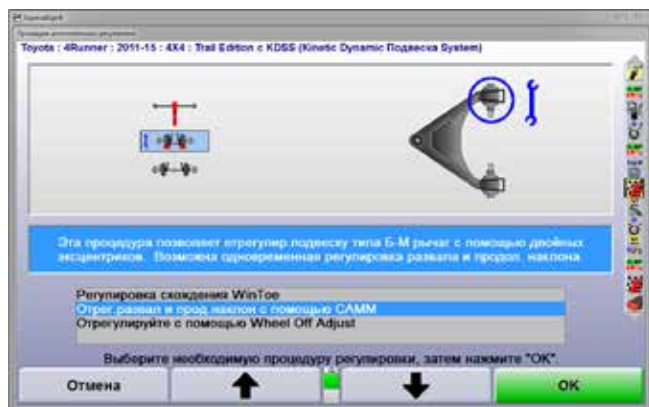 Toyota : 4Runner : 2011-15 : 4X4 : Trail Edition с KDSS (Kinetic Dynamic Подвеска System)
Эта процедура позволяет отрегулир подвеску типа Б-М рычаг с помощью двойных
эксцентриков. Возможна одновременная регулировка развала и продол. наклона
Регулировка схождения WinToe
Отрег.развал и прод.наклон с помощью CAMM
Отрегулируйте с помощью Wheel Off Adjust
Выберите необходимую процедуру регулировки, затем нажмите "OK".
Отмена
OK